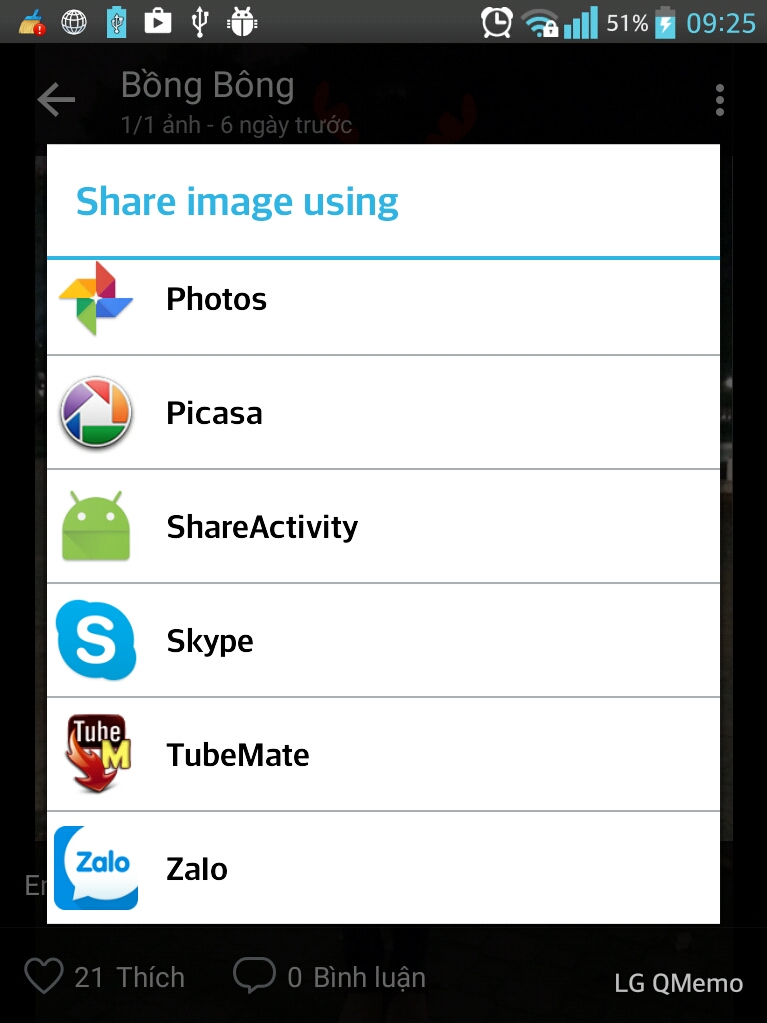 51% 09:25
Bồng Bông
1/1 ảnh - 6 ngày trước
Share image using
Photos
Picasa
ShareActivity
S Skype
Tube
M
TubeMate
Zalo Zalo
21 Thích 0 Bình luận
LG QMemo